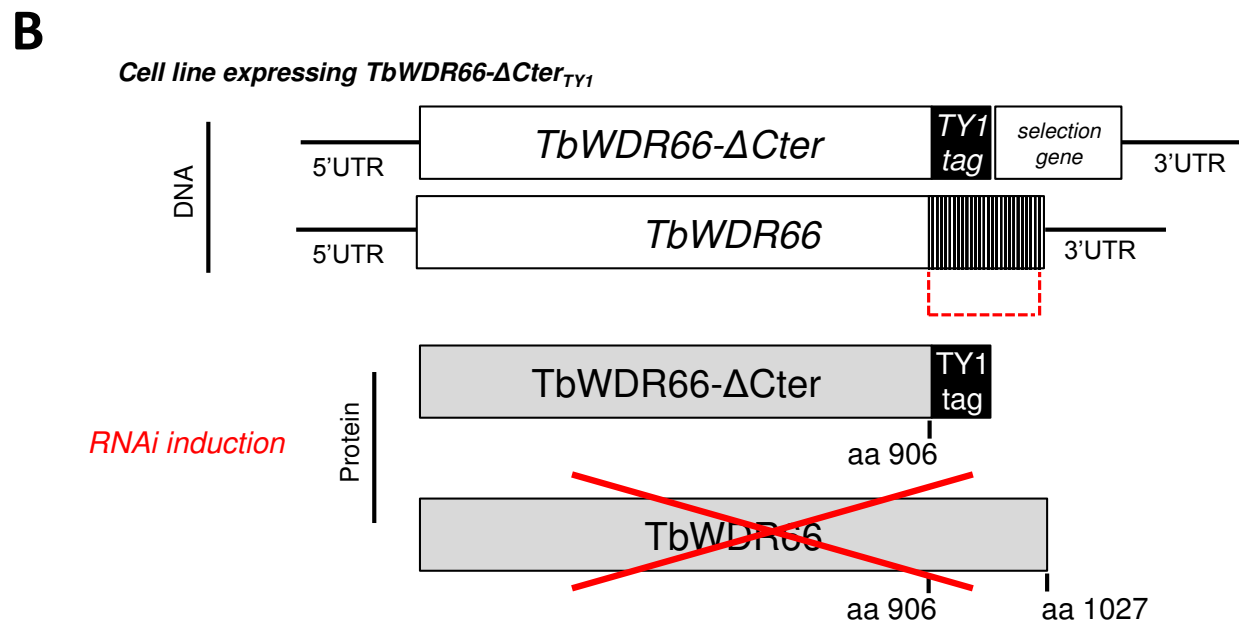 B
Cell line expressing TbWDR66-ΔCterTY1
DNA
5’UTR
TbWDR66-ΔCter
TY1
tag
selection
gene
3’UTR
5’UTR
TbWDR66
3’UTR
RNAi induction
Protein
TbWDR66-ΔCter
TY1
tag
aa 906
TbWDR66
aa 906
aa 1027